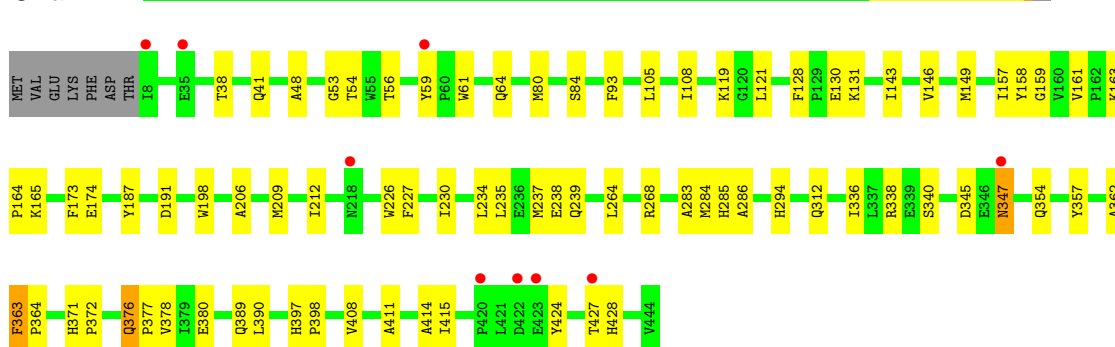 MET VAL GLU LYS PHE ASP THR I8 E35 T38 Q41 A48 G53 T54 W55 T56 Y59 P60 W61 Q64 M80 S84 F93 L105 I108 K119 G120 L121 F128 P129 E130 K131 I143 V146 M149 I157 Y158 G159 V160 V161 P162 K163
P164 K165 F173 E174 Y187 D191 W198 A206 M209 I212 N218 W226 F227 I230 L234 L235 E236 M237 E238 Q239 L264 R268 A283 M284 H285 A286 H294 Q312 I336 L337 R338 E339 S340 D345 E346 N347 Q354 Y357 A362
F363 P364 H371 P372 Q376 P377 V378 I379 E380 Q389 L390 H397 P398 V408 A411 A414 I415 P420 L421 D422 E423 Y424 T427 H428 V444